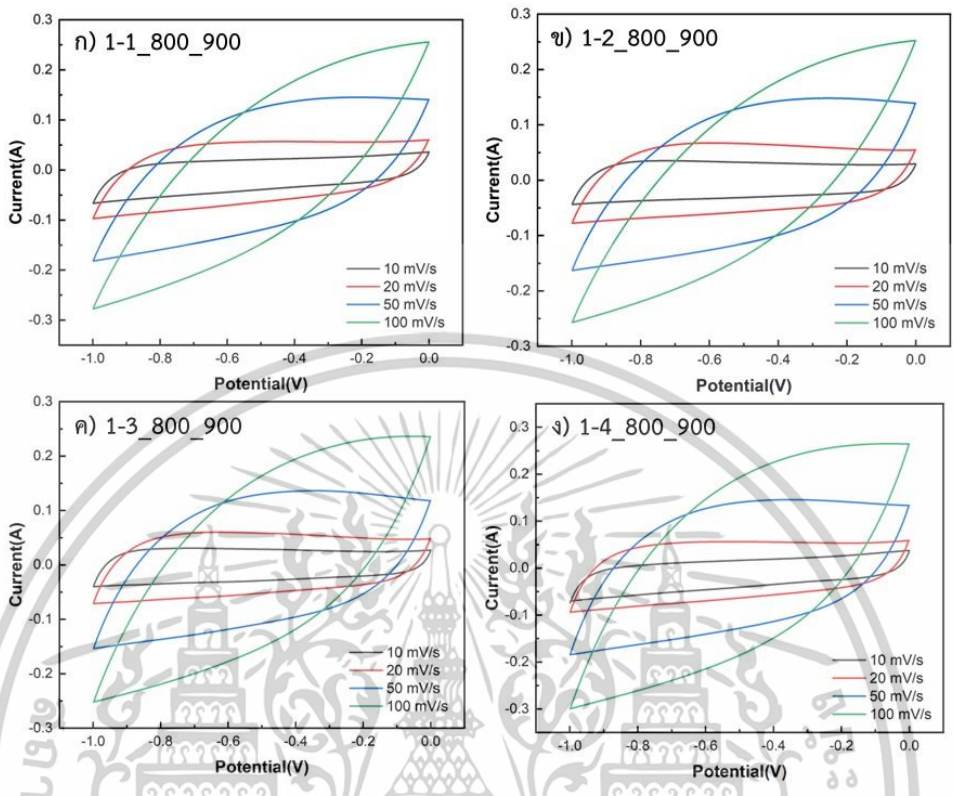 ก) 1-1_800_900
0.3
0.2
0.1
0.0
-0.1
-0.2
-0.3
Current(A)
10 mV/s
20 mV/s
50 mV/s
100 mV/s
-1.0 -0.8 -0.6 -0.4 -0.2 0.0
Potential(V)
ข) 1-2_800_900
0.3
0.2
0.1
0.0
-0.1
-0.2
-0.3
Current(A)
10 mV/s
20 mV/s
50 mV/s
100 mV/s
-1.0 -0.8 -0.6 -0.4 -0.2 0.0
Potential(V)
ค) 1-3_800_900
0.3
0.2
0.1
0.0
-0.1
-0.2
-0.3
Current(A)
10 mV/s
20 mV/s
50 mV/s
100 mV/s
-1.0 -0.8 -0.6 -0.4 -0.2 0.0
Potential(V)
ง) 1-4_800_900
0.3
0.2
0.1
0.0
-0.1
-0.2
-0.3
Current(A)
10 mV/s
20 mV/s
50 mV/s
100 mV/s
-1.0 -0.8 -0.6 -0.4 -0.2 0.0
Potential(V)